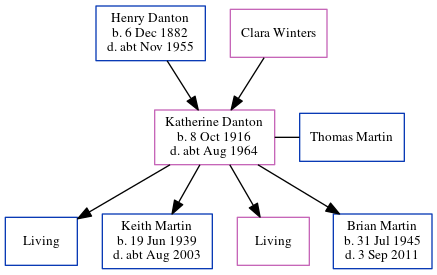 Henry Danton
b. 6 Dec 1882
d. abt Nov 1955
Clara Winters
Katherine Danton
b. 8 Oct 1916
d. abt Aug 1964
Thomas Martin
Living
Keith Martin
b. 19 Jun 1939
d. abt Aug 2003
Living
Brian Martin
b. 31 Jul 1945
d. 3 Sep 2011